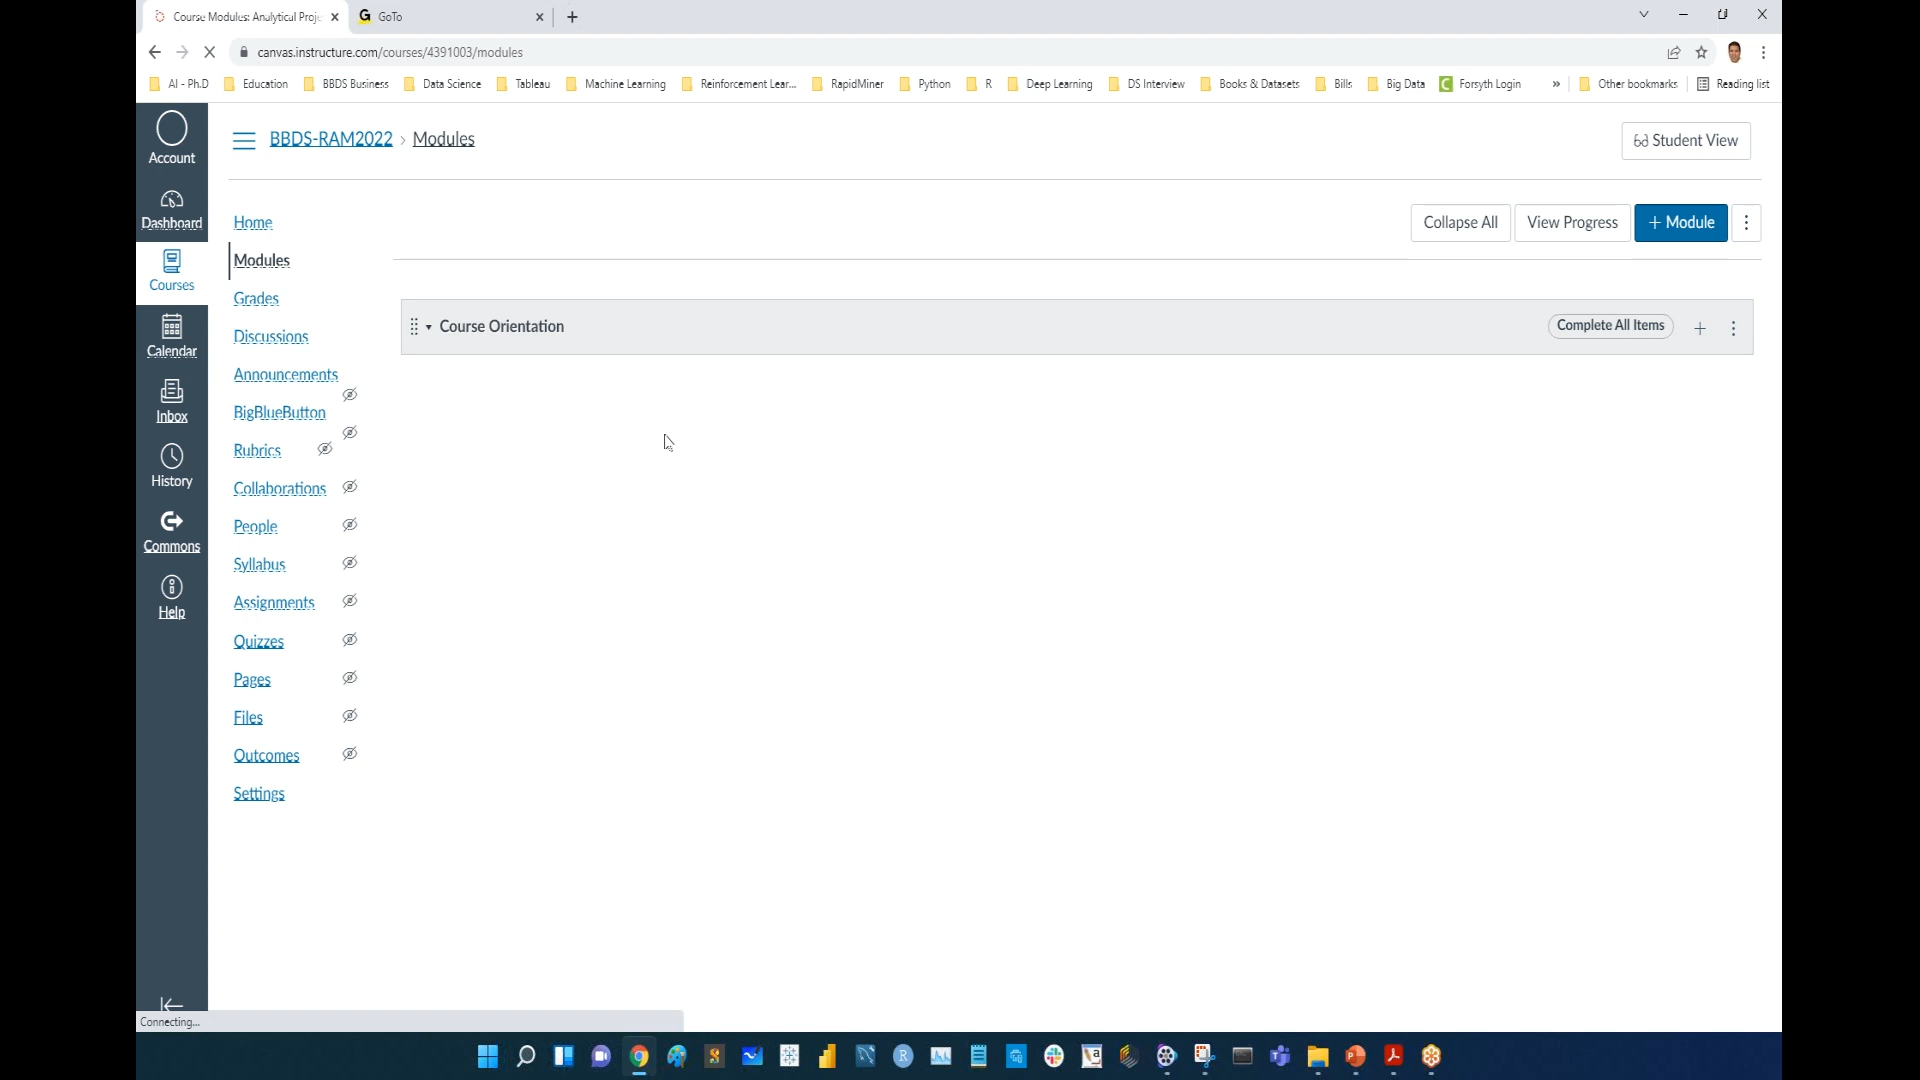 Course Modules: Analytical Proje
GoTo
canvas.instructure.com/courses/4391003/modules
AI - Ph.D
Education
BBDS Business
Data Science
Tableau
Machine Learning
Reinforcement Lear...
RapidMiner
Python
R
Deep Learning
DS Interview
Books & Datasets
Bills
Big Data
Forsyth Login
»
Other bookmarks
Reading list
Account
Dashboard
Courses
Calendar
Inbox
History
Commons
Help
BBDS-RAM2022 › Modules
Student View
Home
Modules
Grades
Discussions
Announcements
BigBlueButton
Rubrics
Collaborations
People
Syllabus
Assignments
Quizzes
Pages
Files
Outcomes
Settings
Collapse All
View Progress
+ Module
Course Orientation
Complete All Items
Connecting...